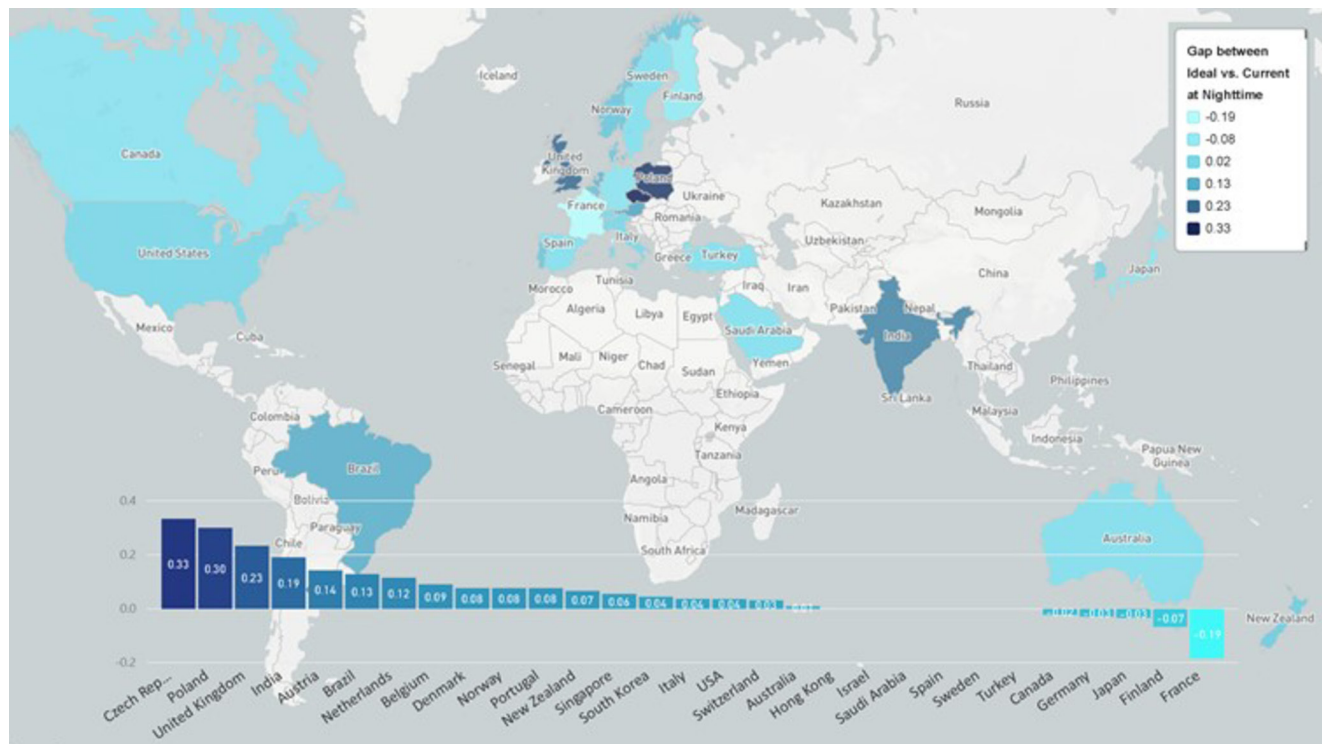 Iceland
Sweden
Finland
Norway
Russia
Canada
United
Kingdom
Poland
Ukraine
France
Romania
Kazakhstan
Mongolia
United States
Spain
Italy
Greece
Turkey
Uzbekistan
China
Japan
Morocco
Tunisia
Iraq
Iran
Algeria
Libya
Egypt
Pakistan
Nepal
Mexico
Cuba
Saudi Arabia
India
Senegal
Mali
Niger
Chad
Sudan
Yemen
Thailand
Philippines
Ethiopia
Sri Lanka
Colombia
Cameroon
Malaysia
Kenya
Indonesia
Peru
Brazil
Tanzania
Papua New
Guinea
Angola
Bolivia
Madagascar
Namibia
Paraguay
Chile
South Africa
Australia
New Zealand
Gap between
Ideal vs. Current
at Nighttime
-0.19
-0.08
0.02
0.13
0.23
0.33
0.4
0.2
0.0
-0.2
0.33
0.30
0.23
0.19
0.14
0.13
0.12
0.09
0.08
0.08
0.08
0.07
0.06
0.04
0.04
0.04
0.03
0.01
-0.02
-0.03
-0.03
-0.07
-0.19
Czech Rep...
Poland
United Kingdom
India
Austria
Brazil
Netherlands
Belgium
Denmark
Norway
Portugal
New Zealand
Singapore
South Korea
Italy
USA
Switzerland
Australia
Hong Kong
Israel
Saudi Arabia
Spain
Sweden
Turkey
Canada
Germany
Japan
Finland
France